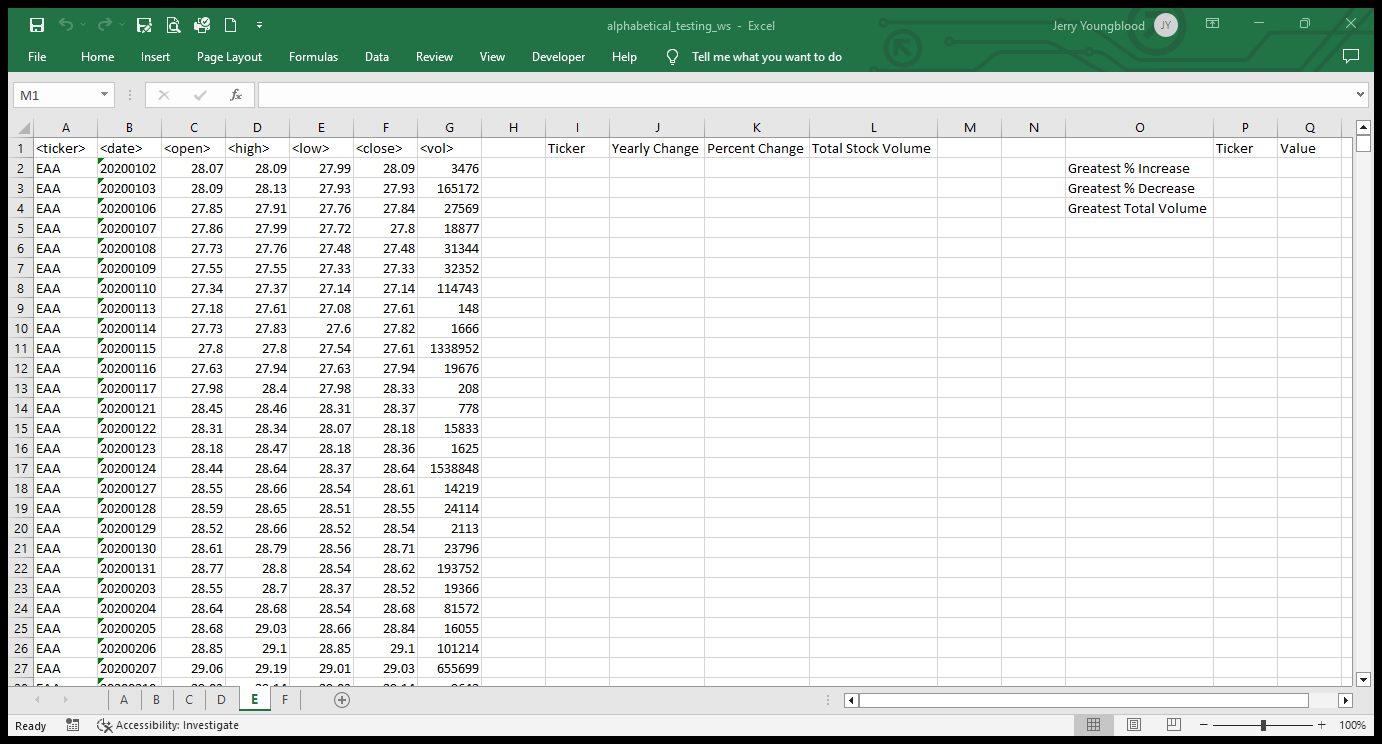 alphabetical_testing_ws - Excel
Jerry Youngblood JY
File Home Insert Page Layout Formulas Data Review View Developer Help Tell me what you want to do
M1 fx
A B C D E F G H I J K L M N O P Q
1 <ticker> <date> <open> <high> <low> <close> <vol> Ticker Yearly Change Percent Change Total Stock Volume Ticker Value
2 EAA 20200102 28.07 28.09 27.99 28.09 3476 Greatest % Increase
3 EAA 20200103 28.09 28.13 27.93 27.93 165172 Greatest % Decrease
4 EAA 20200106 27.85 27.91 27.76 27.84 27569 Greatest Total Volume
5 EAA 20200107 27.86 27.99 27.72 27.8 18877
6 EAA 20200108 27.73 27.76 27.48 27.48 31344
7 EAA 20200109 27.55 27.55 27.33 27.33 32352
8 EAA 20200110 27.34 27.37 27.14 27.14 114743
9 EAA 20200113 27.18 27.61 27.08 27.61 148
10 EAA 20200114 27.73 27.83 27.6 27.82 1666
11 EAA 20200115 27.8 27.8 27.54 27.61 1338952
12 EAA 20200116 27.63 27.94 27.63 27.94 19676
13 EAA 20200117 27.98 28.4 27.98 28.33 208
14 EAA 20200121 28.45 28.46 28.31 28.37 778
15 EAA 20200122 28.31 28.34 28.07 28.18 15833
16 EAA 20200123 28.18 28.47 28.18 28.36 1625
17 EAA 20200124 28.44 28.64 28.37 28.64 1538848
18 EAA 20200127 28.55 28.66 28.54 28.61 14219
19 EAA 20200128 28.59 28.65 28.51 28.55 24114
20 EAA 20200129 28.52 28.66 28.52 28.54 2113
21 EAA 20200130 28.61 28.79 28.56 28.71 23796
22 EAA 20200131 28.77 28.8 28.54 28.62 193752
23 EAA 20200203 28.55 28.7 28.37 28.52 19366
24 EAA 20200204 28.64 28.68 28.54 28.68 81572
25 EAA 20200205 28.68 29.03 28.66 28.84 16055
26 EAA 20200206 28.85 29.1 28.85 29.1 101214
27 EAA 20200207 29.06 29.19 29.01 29.03 655699
A B C D E F
Ready Accessibility: Investigate 100%